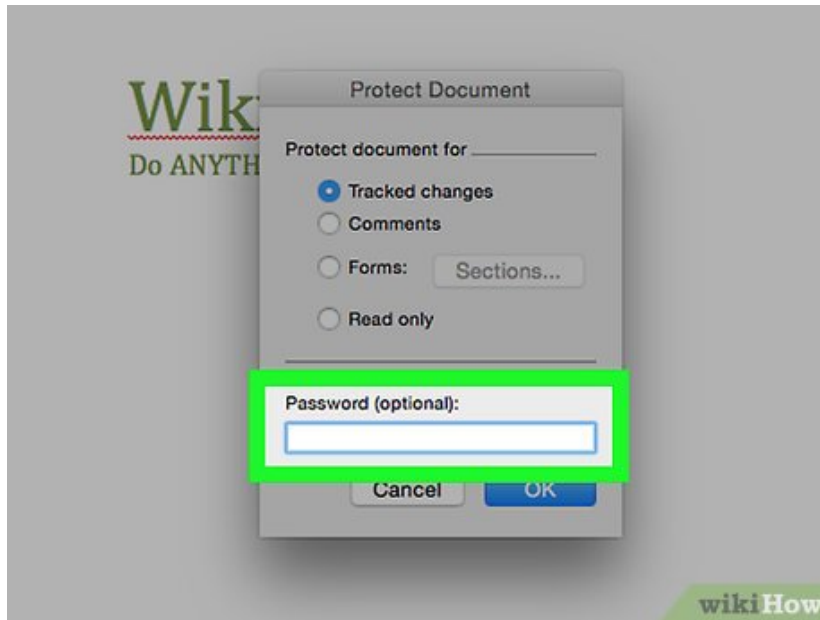 Wiki
Do ANYTH
Protect Document
Protect document for
Tracked changes
Comments
Forms: Sections...
Read only
Password (optional):
Cancel OK
wikiHow